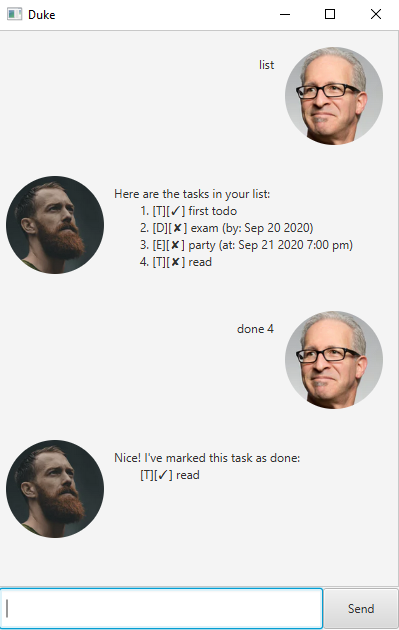 Duke
list
Here are the tasks in your list:
1. [T][✓] first todo
2. [D][✘] exam (by: Sep 20 2020)
3. [E][✘] party (at: Sep 21 2020 7:00 pm)
4. [T][✘] read
done 4
Nice! I've marked this task as done:
[T][✓] read
Send